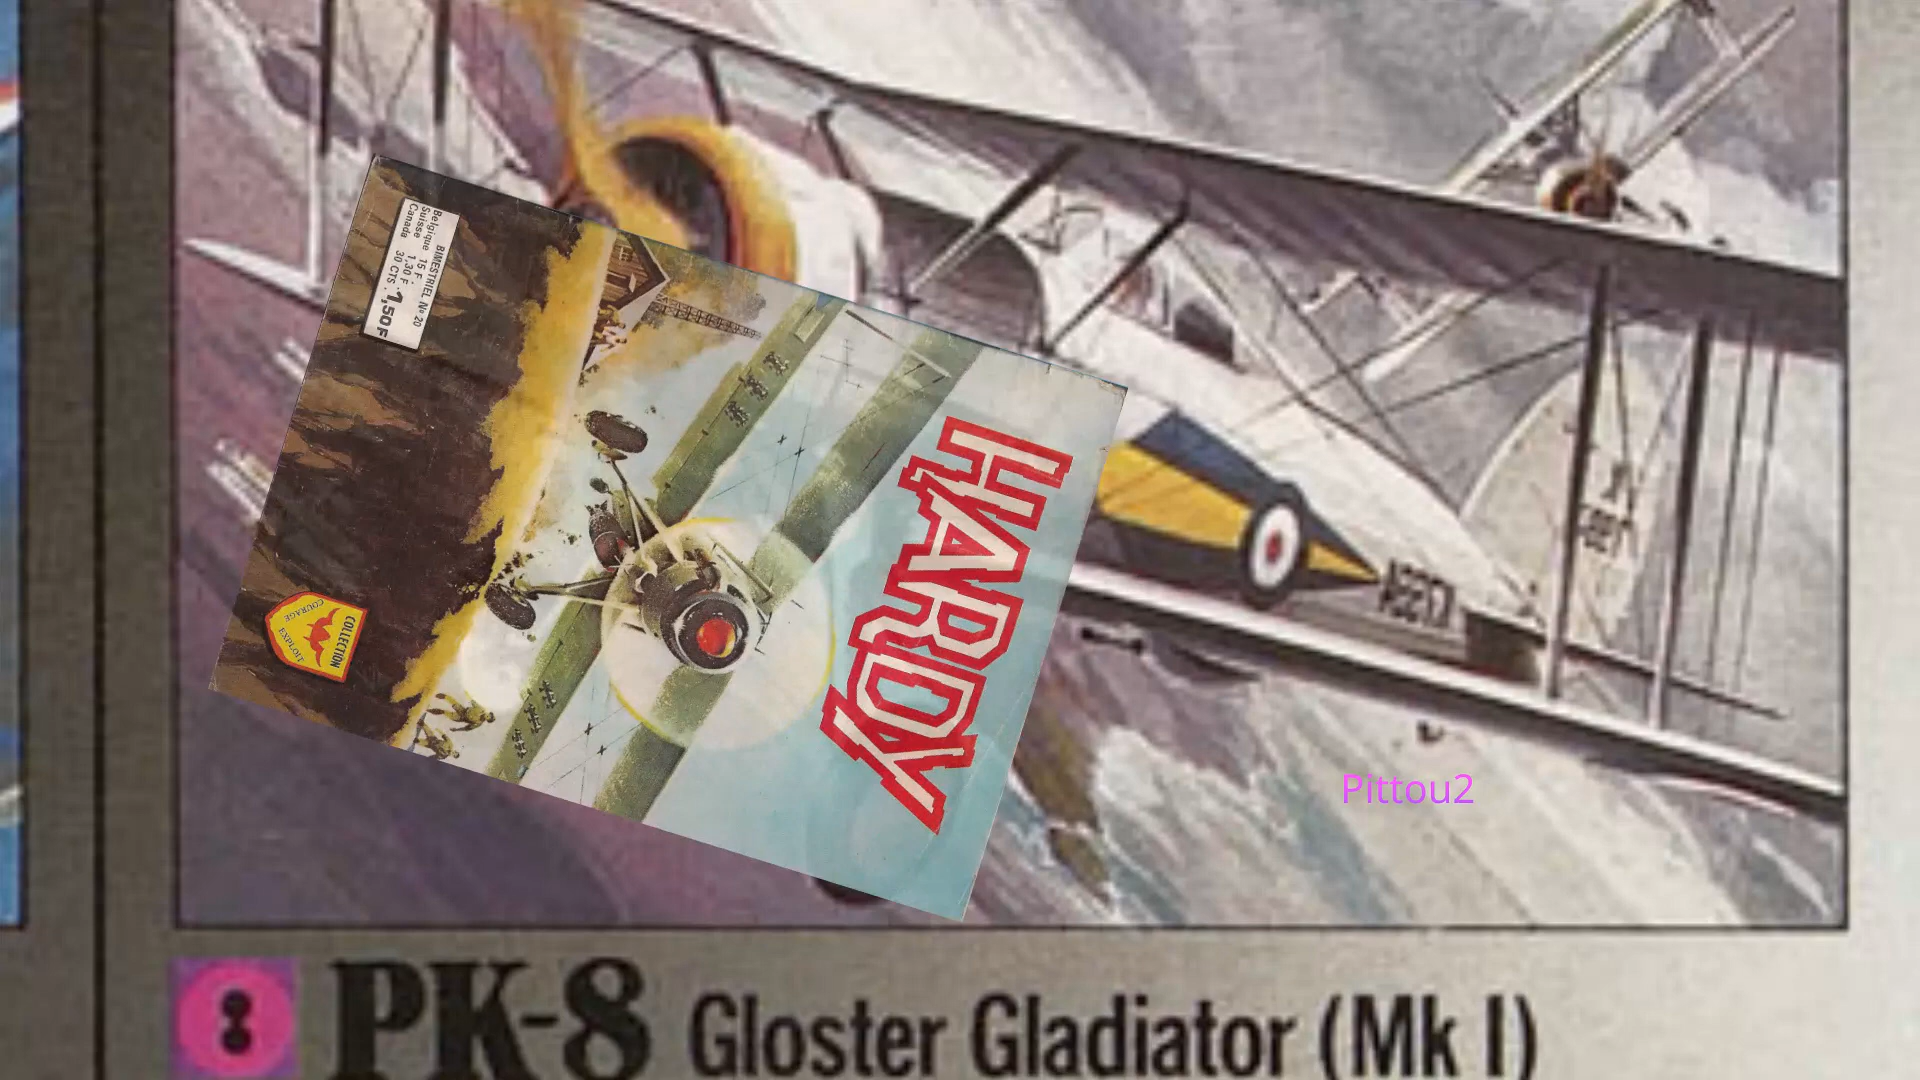 BIMESTRIEL No 20
Belgique 15 F.
Suisse 1,30 F.
Canada 30 CTS.
1,50F
HARDY
COLLECTION
COURAGE
EXPLOIT
Pittou2
PK-8 Gloster Gladiator (Mk I)